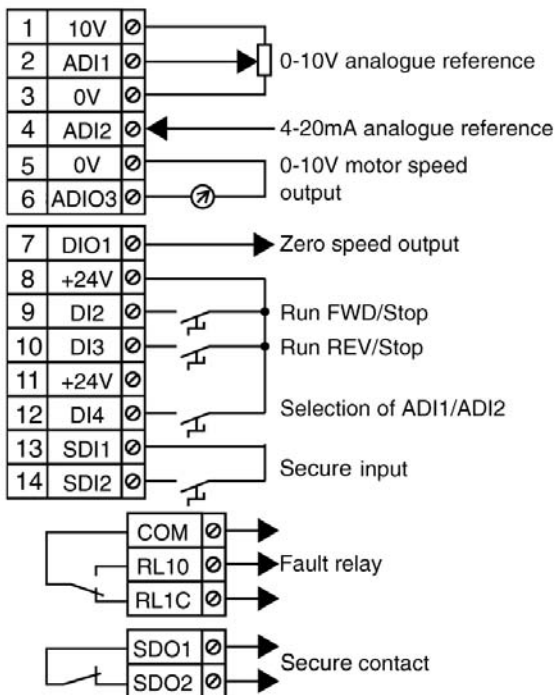 1 10V
2 ADI1 0-10V analogue reference
3 0V
4 ADI2 4-20mA analogue reference
5 0V 0-10V motor speed
6 ADIO3 output
7 DIO1 Zero speed output
8 +24V
9 DI2 Run FWD/Stop
10 DI3 Run REV/Stop
11 +24V
12 DI4 Selection of ADI1/ADI2
13 SDI1
Secure input
14 SDI2
COM
RL10 Fault relay
RL1C
SDO1
Secure contact
SDO2